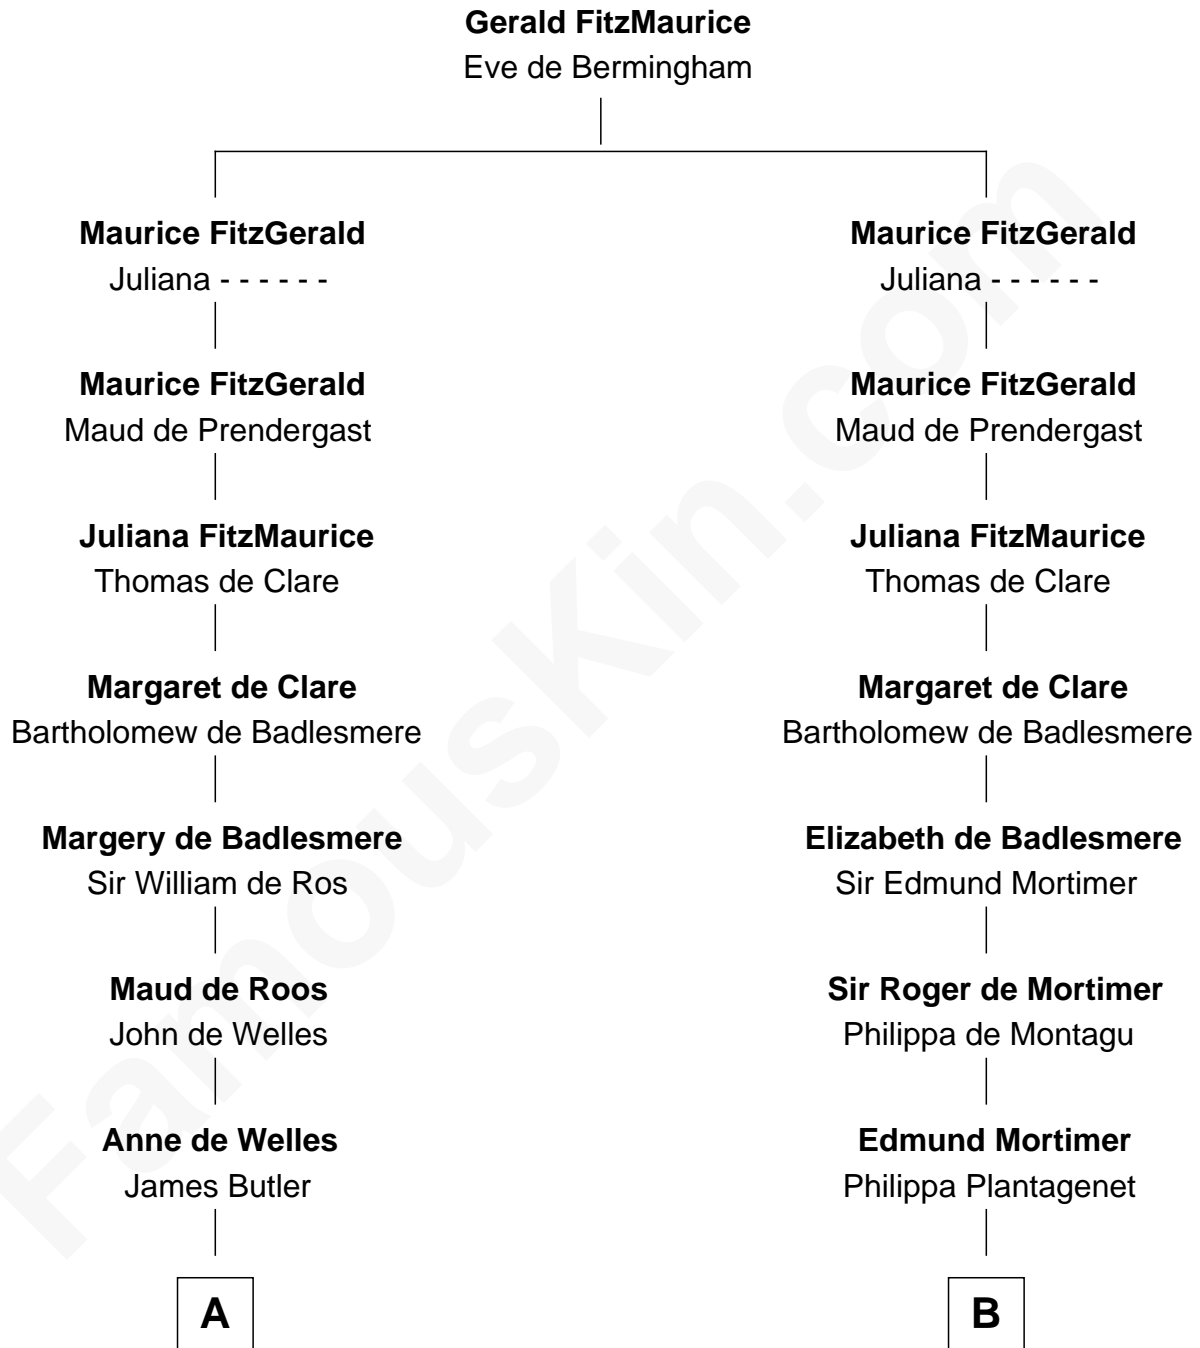 Gerald FitzMaurice
Eve de Bermingham
Maurice FitzGerald
Juliana - - - - - -
Maurice FitzGerald
Maud de Prendergast
Juliana FitzMaurice
Thomas de Clare
Margaret de Clare
Bartholomew de Badlesmere
Margery de Badlesmere
Sir William de Ros
Maud de Roos
John de Welles
Anne de Welles
James Butler
A
Maurice FitzGerald
Juliana - - - - - -
Maurice FitzGerald
Maud de Prendergast
Juliana FitzMaurice
Thomas de Clare
Margaret de Clare
Bartholomew de Badlesmere
Elizabeth de Badlesmere
Sir Edmund Mortimer
Sir Roger de Mortimer
Philippa de Montagu
Edmund Mortimer
Philippa Plantagenet
B
FamousKin.com